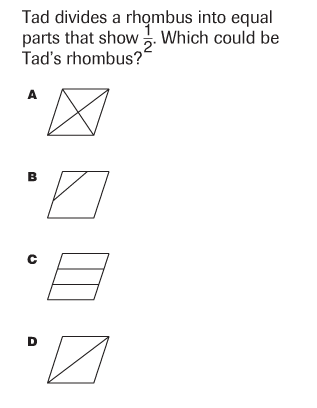 Tad divides a rhombus into equal
parts that show 1/2. Which could be
Tad's rhombus?
A
B
C
D